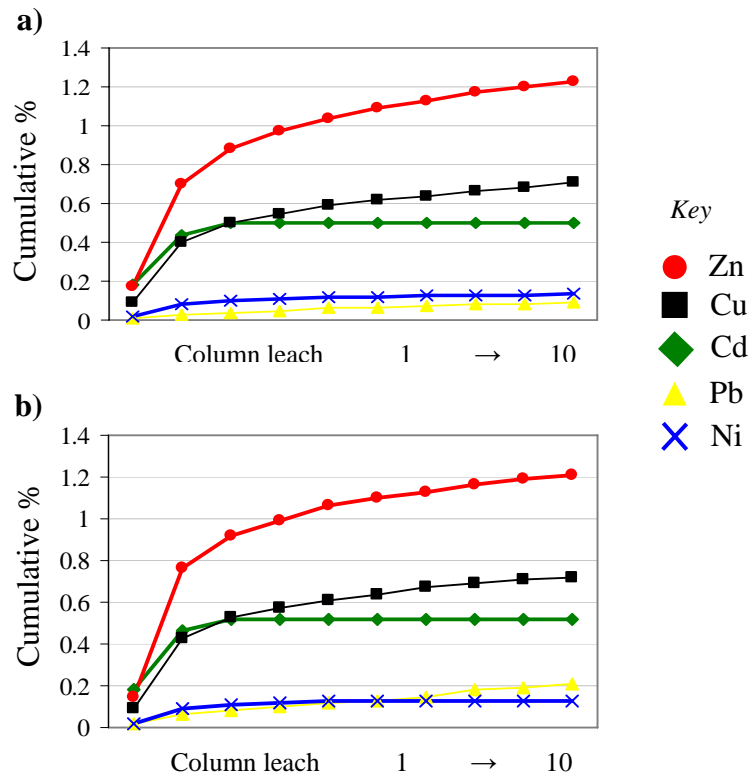 a)
1.4
1.2
1
0.8
0.6
0.4
0.2
0
Cumulative %
Column leach 1 → 10
b)
1.4
1.2
1
0.8
0.6
0.4
0.2
0
Cumulative %
Column leach 1 → 10
Key
Zn
Cu
Cd
Pb
Ni